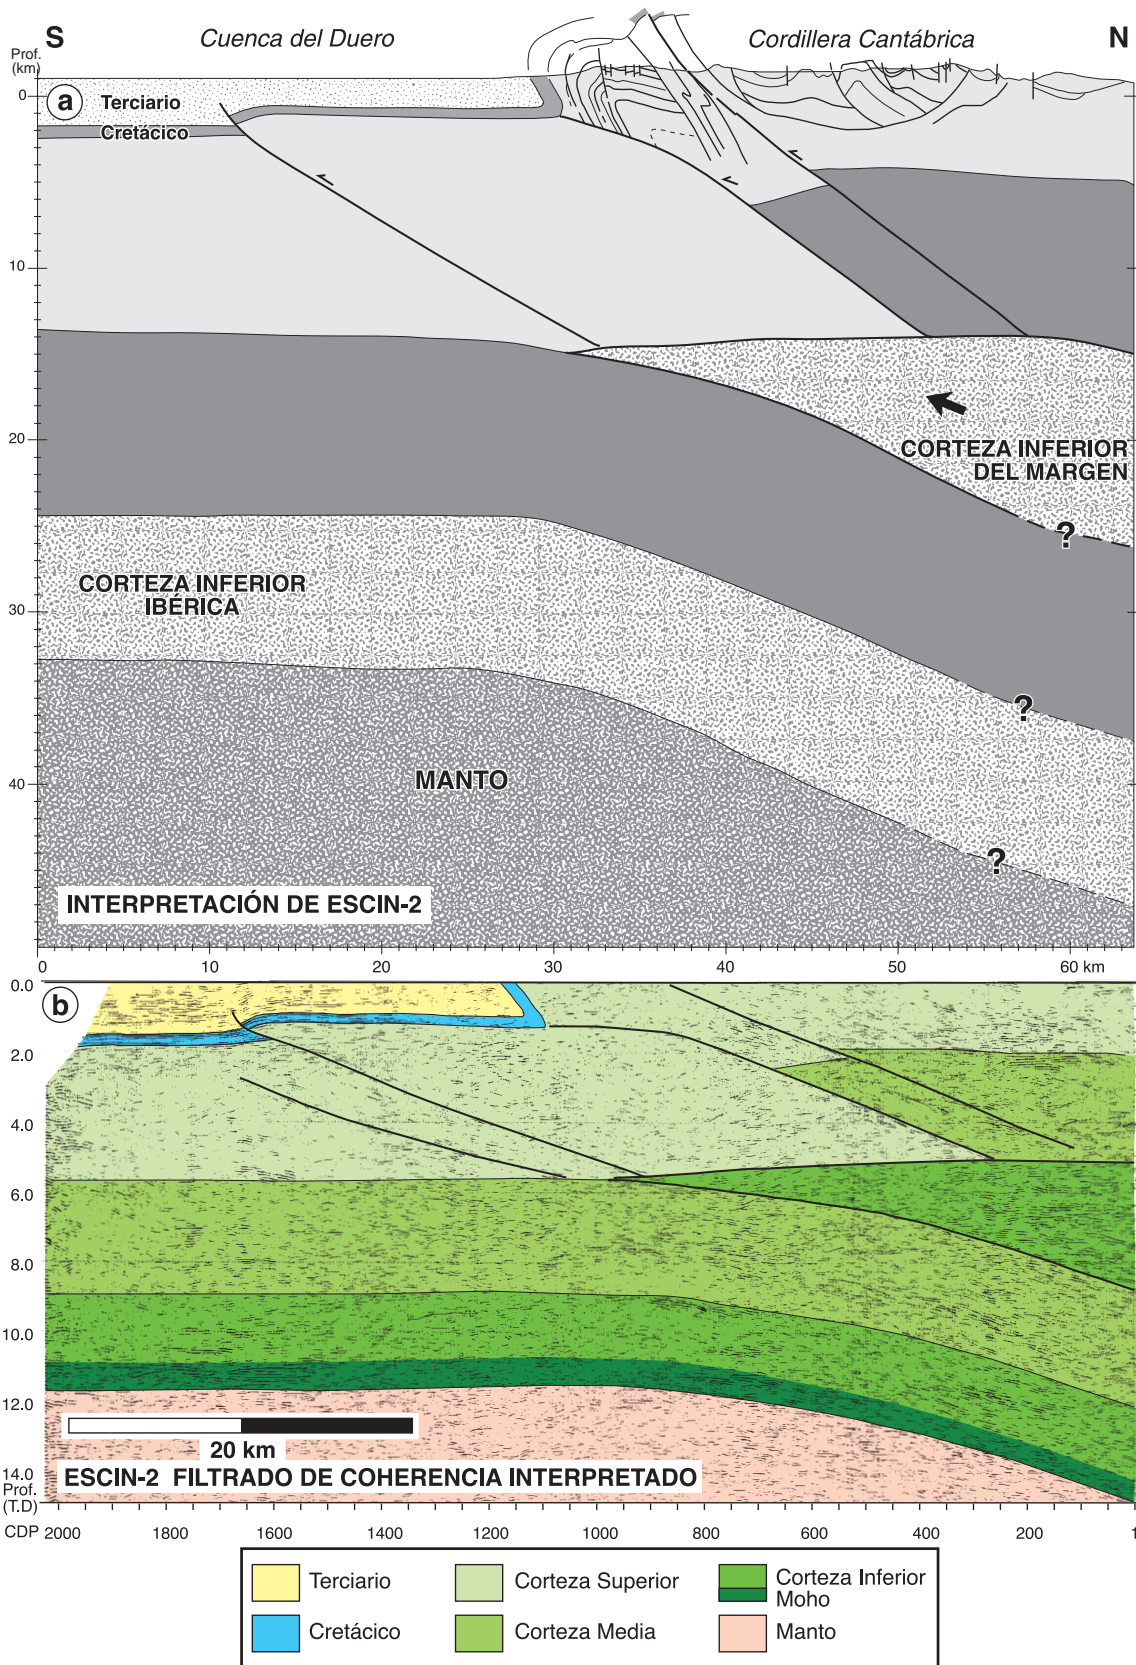 S Cuenca del Duero Cordillera Cantábrica N
Prof.
(km)
a
0
Terciario
Cretácico
10
20
30
40
CORTEZA INFERIOR
DEL MARGEN
?
CORTEZA INFERIOR
IBÉRICA
?
MANTO
?
INTERPRETACIÓN DE ESCIN-2
0 10 20 30 40 50 60 km
b
0.0
2.0
4.0
6.0
8.0
10.0
12.0
14.0
Prof.
(T.D)
20 km
ESCIN-2 FILTRADO DE COHERENCIA INTERPRETADO
CDP 2000 1800 1600 1400 1200 1000 800 600 400 200 1
Terciario
Corteza Superior
Corteza Inferior
Moho
Cretácico
Corteza Media
Manto